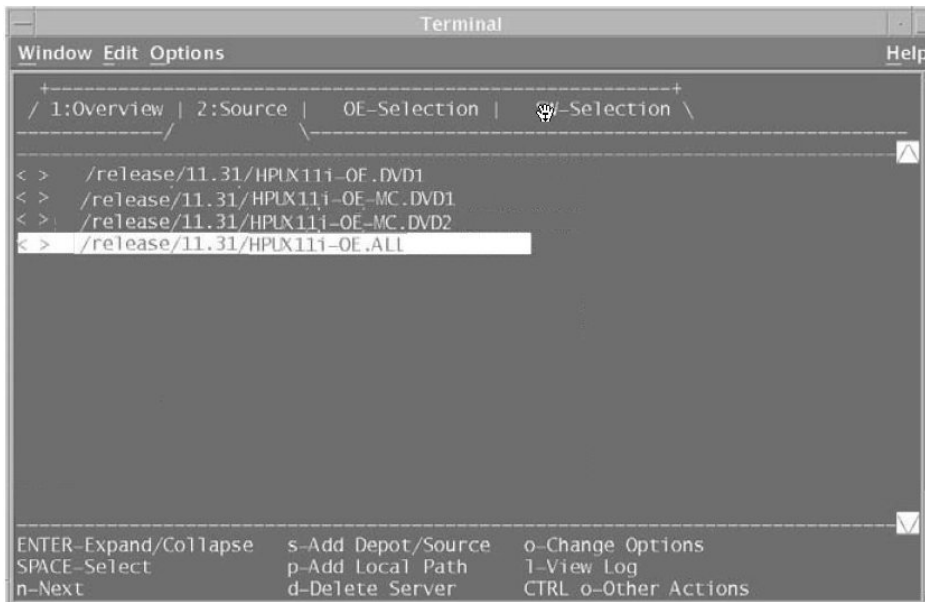 Terminal
Window Edit Options Help
/ 1:Overview | 2:Source | OE-Selection | -Selection \
< > /release/11.31/HPUX11i-OE.DVD1
< > /release/11.31/HPUX11i-OE-MC.DVD1
< > /release/11.31/HPUX11i-OE-MC.DVD2
< > /release/11.31/HPUX11i-OE.ALL
ENTER-Expand/Collapse s-Add Depot/Source o-Change Options
SPACE-Select p-Add Local Path l-View Log
n-Next d-Delete Server CTRL o-Other Actions